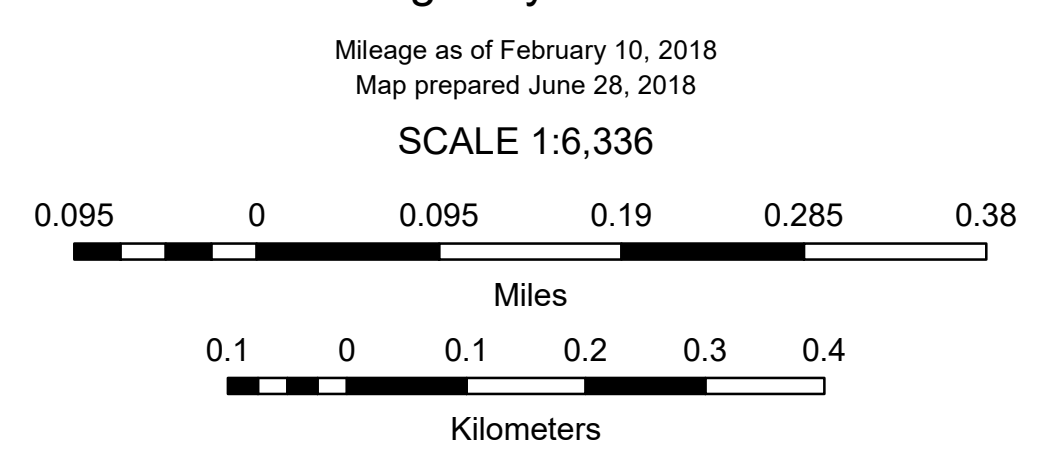 Mileage as of February 10, 2018
Map prepared June 28, 2018
SCALE 1:6,336
0.095 0 0.095 0.19 0.285 0.38
Miles
0.1 0 0.1 0.2 0.3 0.4
Kilometers